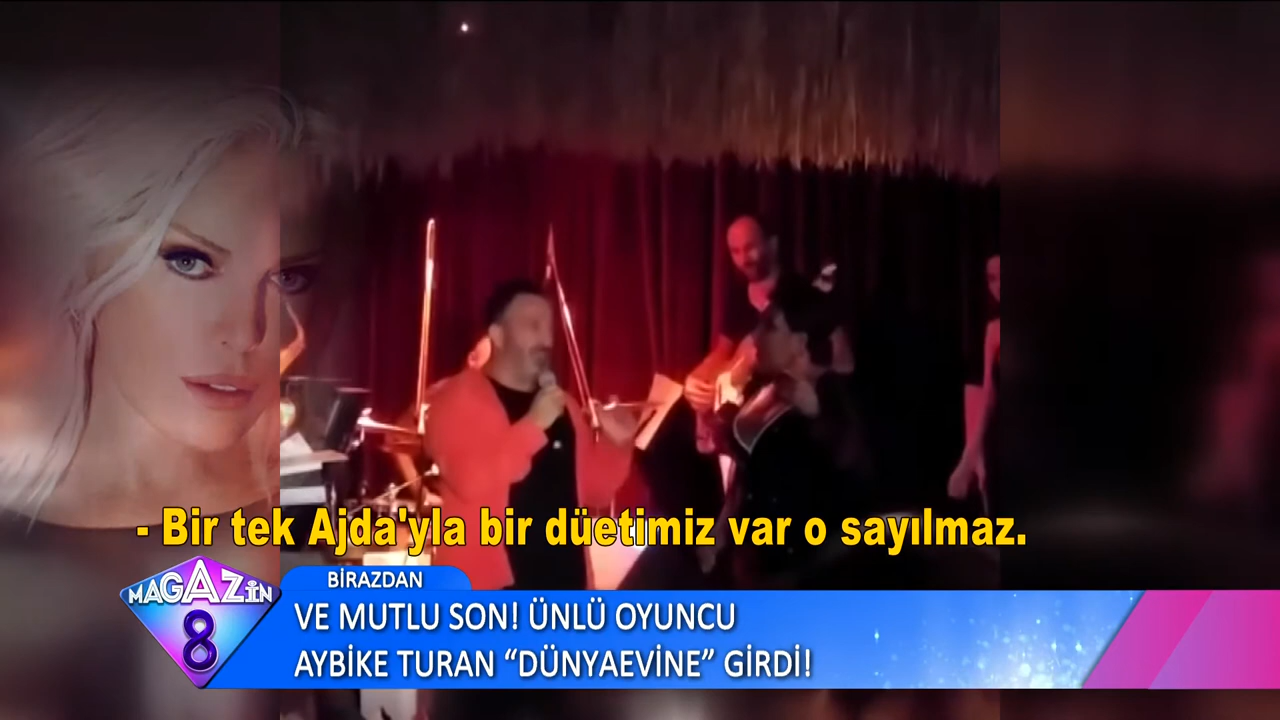 - Bir tek Ajda'yla bir düetimiz var o sayılmaz.
MAGAZİN
8
BİRAZDAN
VE MUTLU SON! ÜNLÜ OYUNCU
AYBİKE TURAN “DÜNYAEVİNE” GİRDİ!